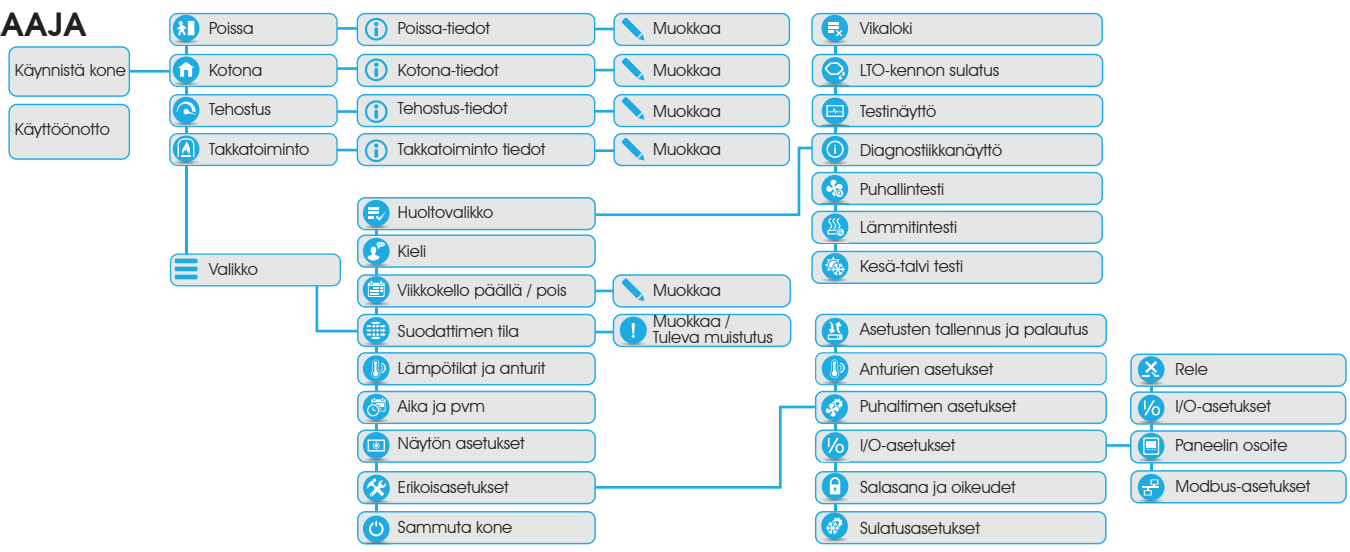 AAJA
Käynnistä kone
Käyttöönotto
Poissa
Poissa-tiedot
Muokkaa
Kotona
Kotona-tiedot
Muokkaa
Tehostus
Tehostus-tiedot
Muokkaa
Takkatoiminto
Takkatoiminto tiedot
Muokkaa
Valikko
Huoltovalikko
Kieli
Viikkokello päällä / pois
Muokkaa
Suodattimen tila
Muokkaa /
Tuleva muistutus
Lämpötilat ja anturit
Aika ja pvm
Näytön asetukset
Erikoisasetukset
Sammuta kone
Vikaloki
LTO-kennon sulatus
Testinäyttö
Diagnostiikkanäyttö
Puhallintesti
Lämmitintesti
Kesä-talvi testi
Asetusten tallennus ja palautus
Anturien asetukset
Puhaltimen asetukset
I/O
I/O-asetukset
Salasana ja oikeudet
Sulatusasetukset
Rele
I/O
I/O-asetukset
Paneelin osoite
Modbus-asetukset